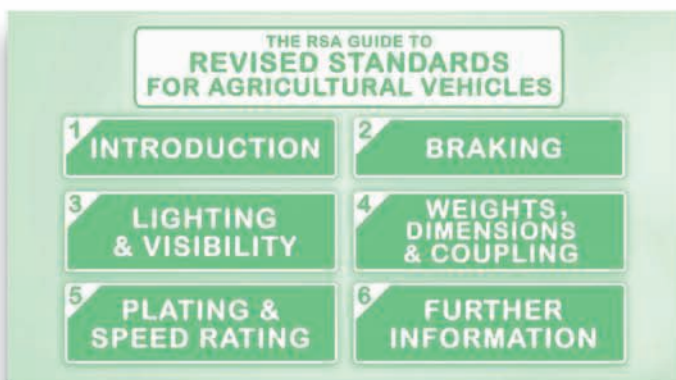 THE RSA GUIDE TO
REVISED STANDARDS
FOR AGRICULTURAL VEHICLES
1
INTRODUCTION
2
BRAKING
3
LIGHTING
& VISIBILITY
4
WEIGHTS,
DIMENSIONS
& COUPLING
5
PLATING &
SPEED RATING
6
FURTHER
INFORMATION